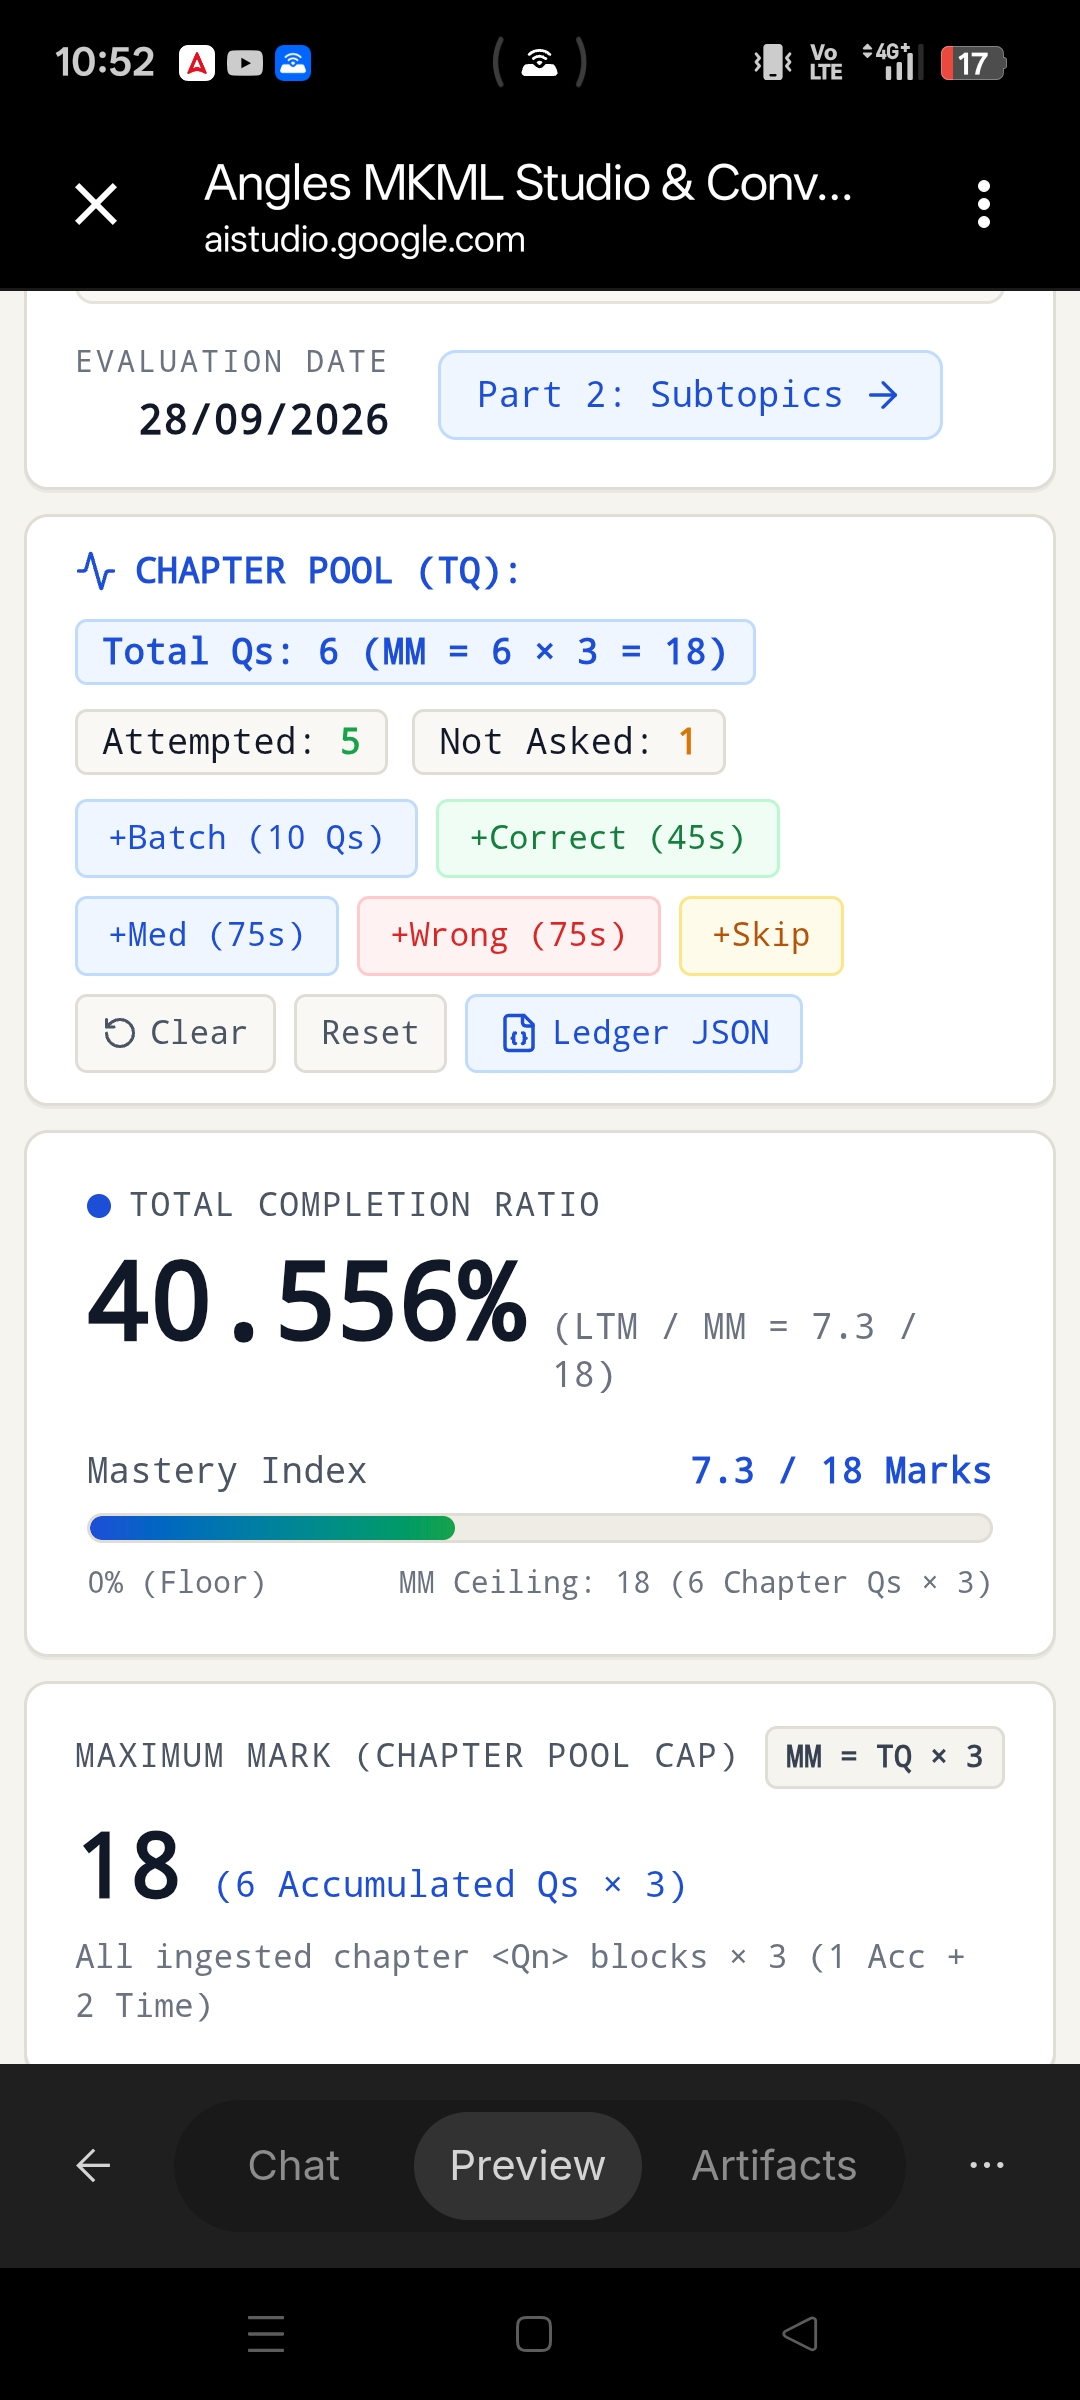 10:52
Vo LTE
4G+
17
Angles MKML Studio & Conv...
aistudio.google.com
EVALUATION DATE
28/09/2026
Part 2: Subtopics →
CHAPTER POOL (TQ):
Total Qs: 6 (MM = 6 × 3 = 18)
Attempted: 5
Not Asked: 1
+Batch (10 Qs)
+Correct (45s)
+Med (75s)
+Wrong (75s)
+Skip
Clear
Reset
Ledger JSON
TOTAL COMPLETION RATIO
40.556%
(LTM / MM = 7.3 /
18)
Mastery Index
7.3 / 18 Marks
0% (Floor)
MM Ceiling: 18 (6 Chapter Qs × 3)
MAXIMUM MARK (CHAPTER POOL CAP)
MM = TQ × 3
18 (6 Accumulated Qs × 3)
All ingested chapter <Qn> blocks × 3 (1 Acc +
2 Time)
Chat
Preview
Artifacts